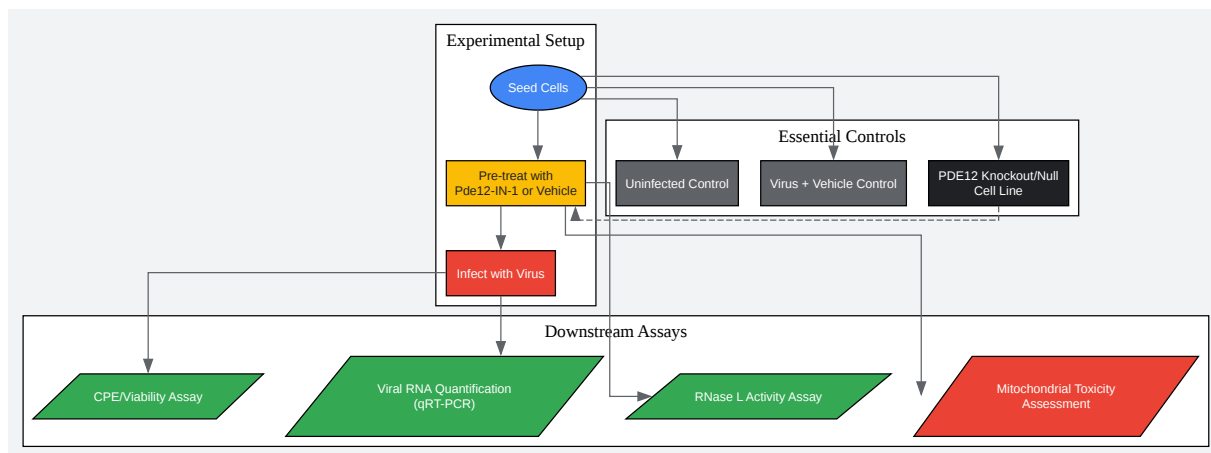 Experimental Setup
Seed Cells
Essential Controls
Pre-treat with
Pde12-IN-1 or Vehicle
Uninfected Control
Virus + Vehicle Control
PDE12 Knockout/Null
Cell Line
Infect with Virus
Downstream Assays
CPE/Viability Assay
Viral RNA Quantification
(qRT-PCR)
RNase L Activity Assay
Mitochondrial Toxicity
Assessment